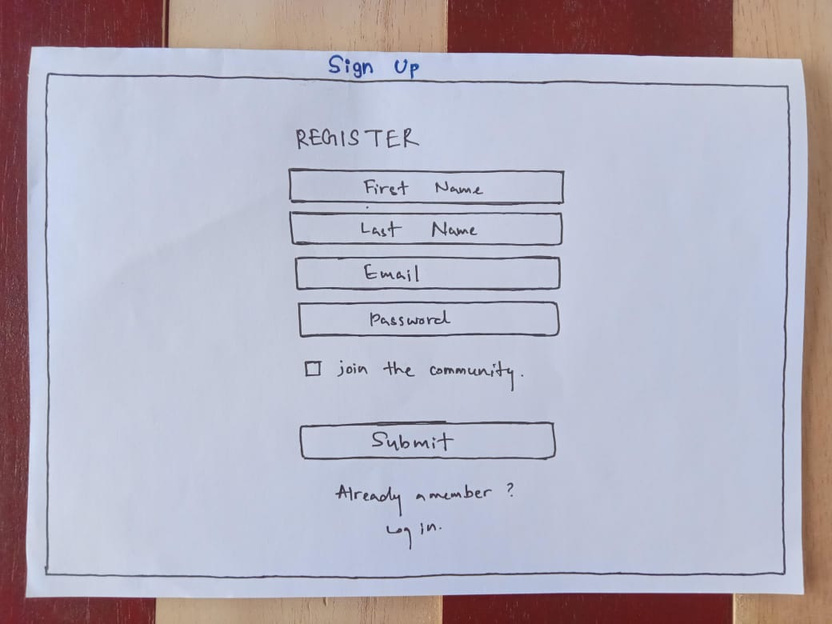 Sign Up
REGISTER
First Name
Last Name
Email
Password
join the community.
Submit
Already a member ?
Log in.